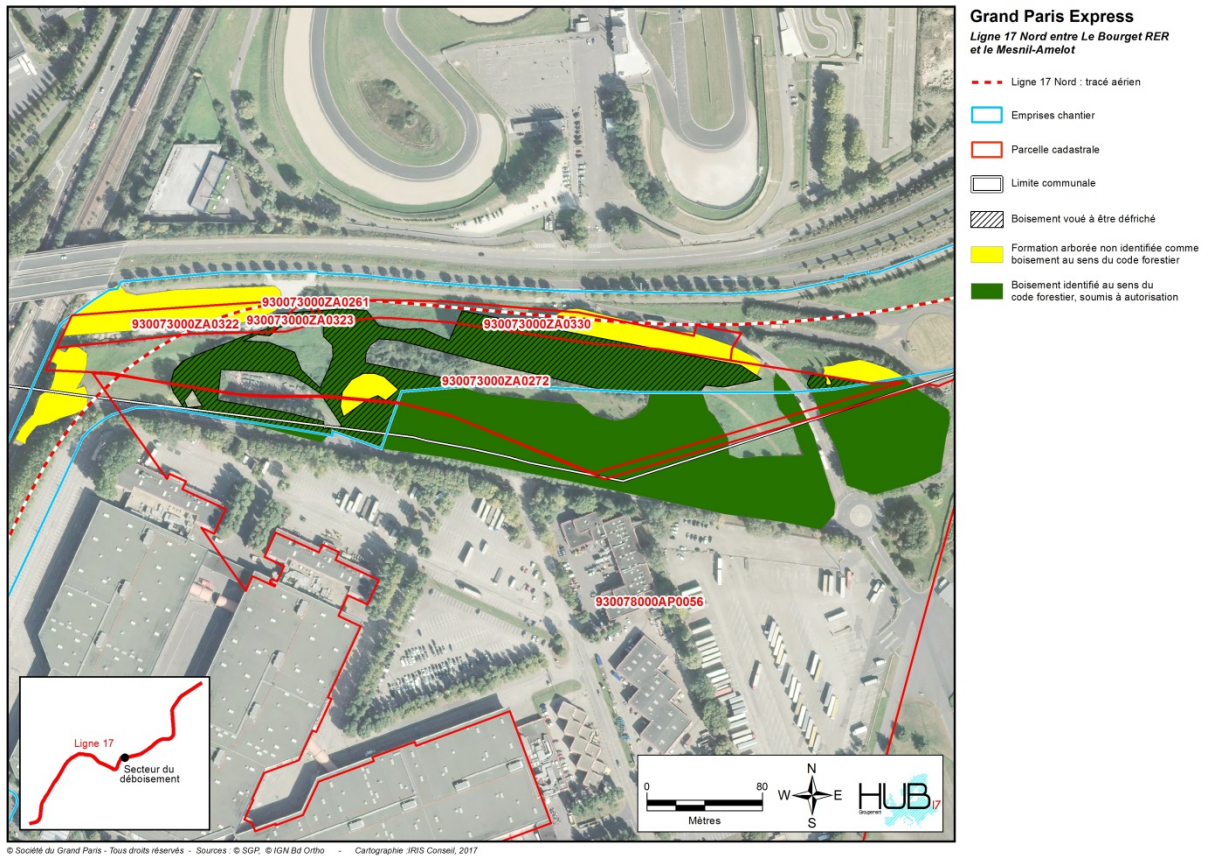 Grand Paris Express
Ligne 17 Nord entre Le Bourget RER
et le Mesnil-Amelot
Ligne 17 Nord : tracé aérien
Emprises chantier
Parcelle cadastrale
Limite communale
Boisement voué à être défriché
Formation arborée non identifiée comme
boisement au sens du code forestier
Boisement identifié au sens du
code forestier, soumis à autorisation
930073000ZA0261
930073000ZA0322
930073000ZA0323
930073000ZA0330
930073000ZA0272
930078000AP0056
Ligne 17
Secteur du
déboisement
0
80
Mètres
N
W
E
S
HUB 17
Groupement
© Société du Grand Paris - Tous droits réservés - Sources : © SGP, © IGN Bd Ortho - Cartographie :IRIS Conseil, 2017